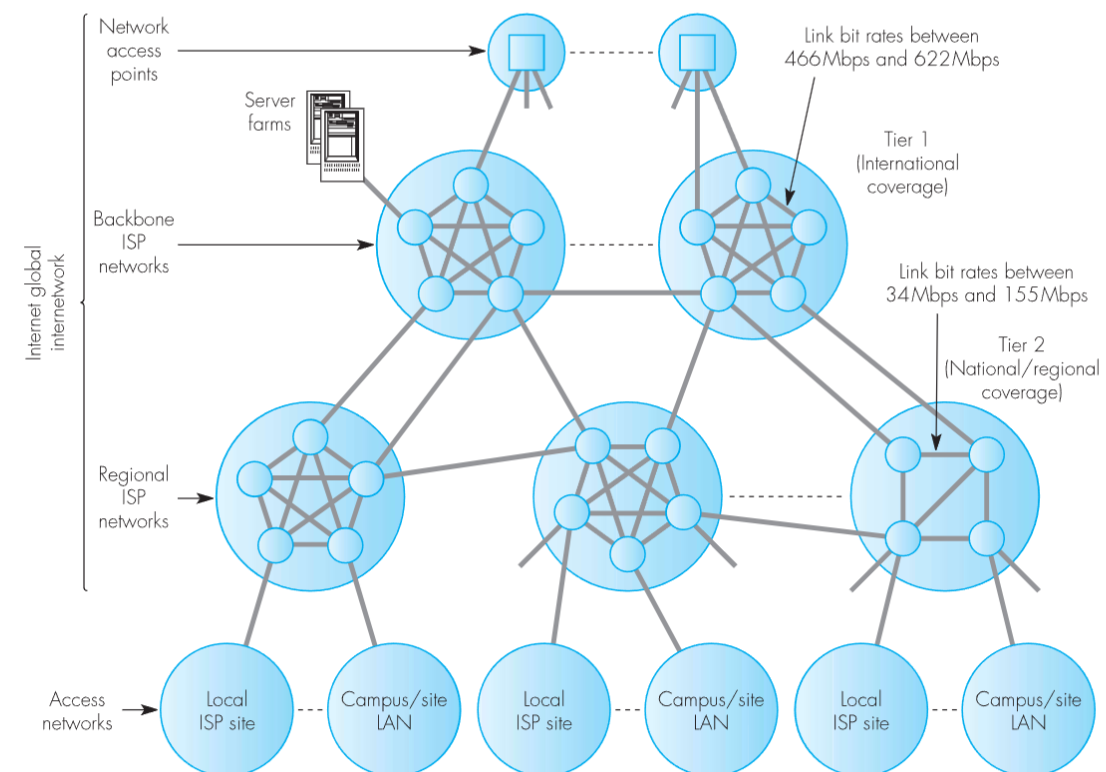 Network
access
points
Link bit rates between
466Mbps and 622Mbps
Server
farms
Tier 1
(International
coverage)
Backbone
ISP
networks
Internet global
internetwork
Link bit rates between
34Mbps and 155Mbps
Tier 2
(National/regional
coverage)
Regional
ISP
networks
Access
networks
Local
ISP site
Campus/site
LAN
Local
ISP site
Campus/site
LAN
Local
ISP site
Campus/site
LAN